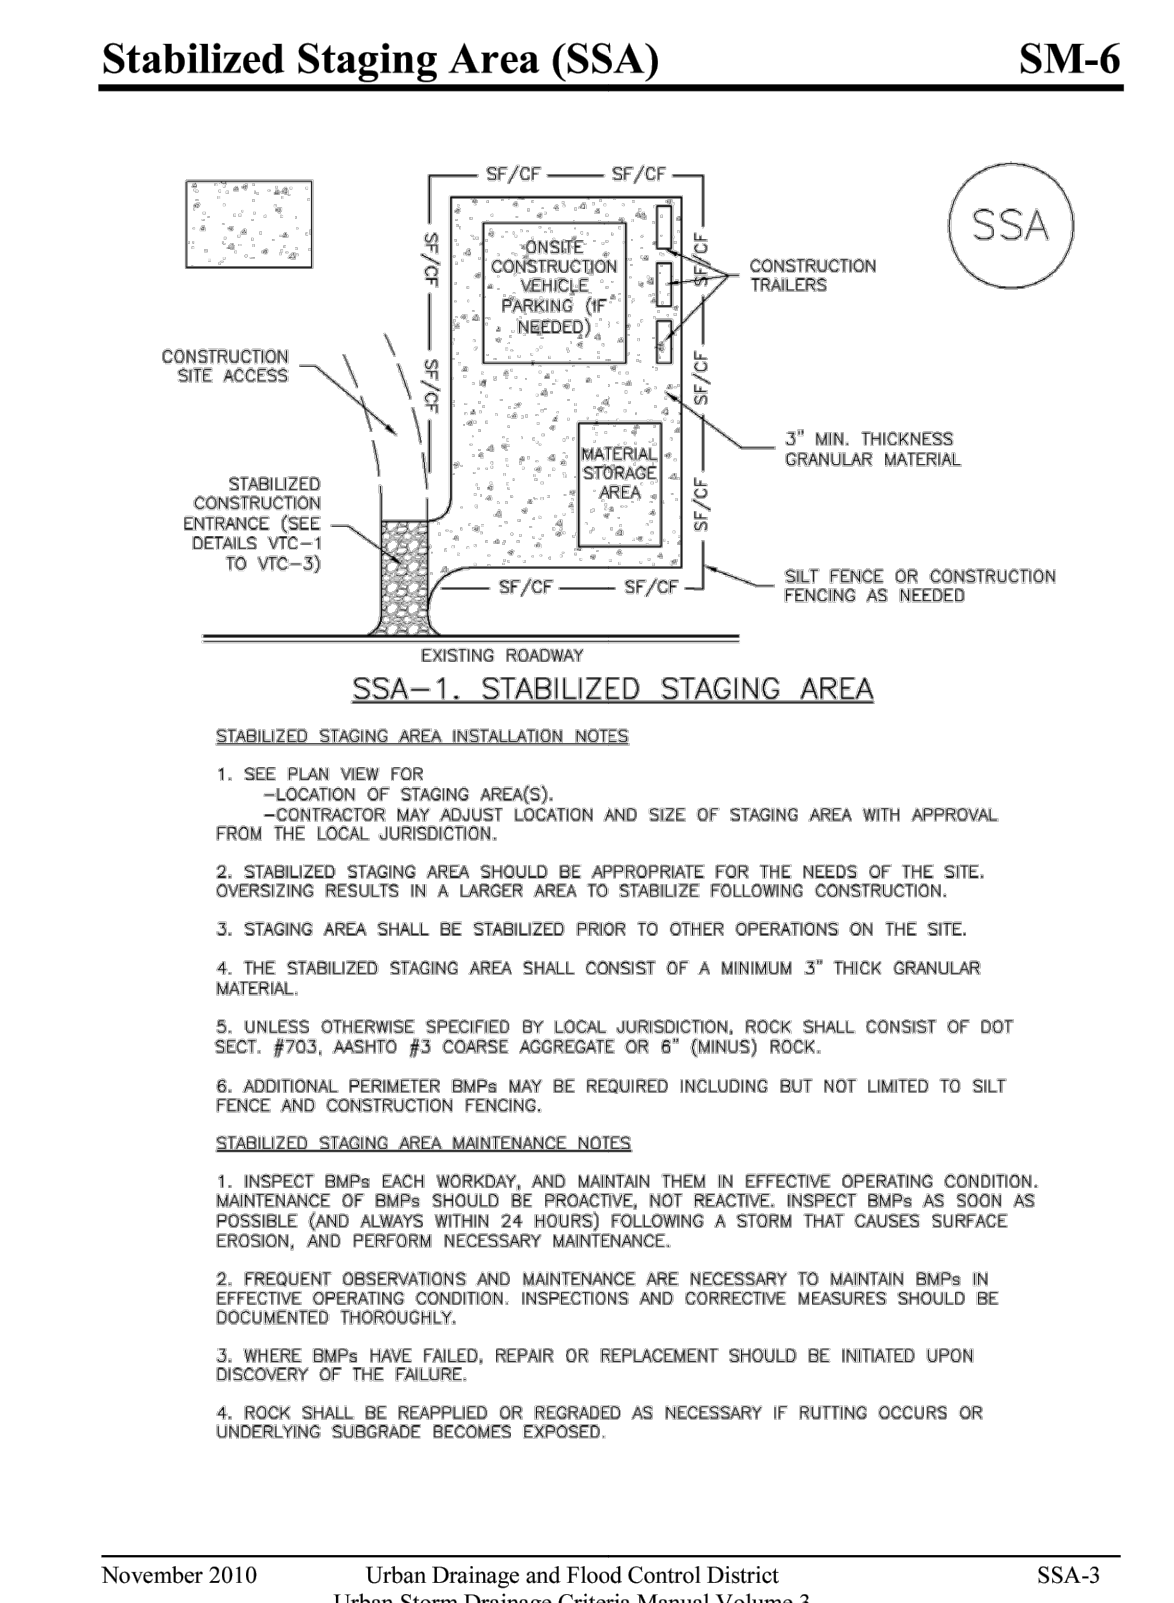 Stabilized Staging Area (SSA) SM-6
SF/CF SF/CF
SSA
SF/CF
ONSITE
CONSTRUCTION
VEHICLE
PARKING (IF
NEEDED)
SF/CF
CONSTRUCTION
TRAILERS
CONSTRUCTION
SITE ACCESS
SF/CF
SF/CF
3" MIN. THICKNESS
GRANULAR MATERIAL
MATERIAL
STORAGE
AREA
STABILIZED
CONSTRUCTION
ENTRANCE (SEE
DETAILS VTC-1
TO VTC-3)
SF/CF
SF/CF SF/CF
SILT FENCE OR CONSTRUCTION
FENCING AS NEEDED
EXISTING ROADWAY
SSA-1. STABILIZED STAGING AREA
STABILIZED STAGING AREA INSTALLATION NOTES
1. SEE PLAN VIEW FOR
-LOCATION OF STAGING AREA(S).
-CONTRACTOR MAY ADJUST LOCATION AND SIZE OF STAGING AREA WITH APPROVAL
FROM THE LOCAL JURISDICTION.
2. STABILIZED STAGING AREA SHOULD BE APPROPRIATE FOR THE NEEDS OF THE SITE.
OVERSIZING RESULTS IN A LARGER AREA TO STABILIZE FOLLOWING CONSTRUCTION.
3. STAGING AREA SHALL BE STABILIZED PRIOR TO OTHER OPERATIONS ON THE SITE.
4. THE STABILIZED STAGING AREA SHALL CONSIST OF A MINIMUM 3" THICK GRANULAR
MATERIAL.
5. UNLESS OTHERWISE SPECIFIED BY LOCAL JURISDICTION, ROCK SHALL CONSIST OF DOT
SECT. #703, AASHTO #3 COARSE AGGREGATE OR 6" (MINUS) ROCK.
6. ADDITIONAL PERIMETER BMPs MAY BE REQUIRED INCLUDING BUT NOT LIMITED TO SILT
FENCE AND CONSTRUCTION FENCING.
STABILIZED STAGING AREA MAINTENANCE NOTES
1. INSPECT BMPs EACH WORKDAY, AND MAINTAIN THEM IN EFFECTIVE OPERATING CONDITION.
MAINTENANCE OF BMPs SHOULD BE PROACTIVE, NOT REACTIVE. INSPECT BMPs AS SOON AS
POSSIBLE (AND ALWAYS WITHIN 24 HOURS) FOLLOWING A STORM THAT CAUSES SURFACE
EROSION, AND PERFORM NECESSARY MAINTENANCE.
2. FREQUENT OBSERVATIONS AND MAINTENANCE ARE NECESSARY TO MAINTAIN BMPs IN
EFFECTIVE OPERATING CONDITION. INSPECTIONS AND CORRECTIVE MEASURES SHOULD BE
DOCUMENTED THOROUGHLY.
3. WHERE BMPs HAVE FAILED, REPAIR OR REPLACEMENT SHOULD BE INITIATED UPON
DISCOVERY OF THE FAILURE.
4. ROCK SHALL BE REAPPLIED OR REGRADED AS NECESSARY IF RUTTING OCCURS OR
UNDERLYING SUBGRADE BECOMES EXPOSED.
November 2010 Urban Drainage and Flood Control District SSA-3
Urban Storm Drainage Criteria Manual Volume 3